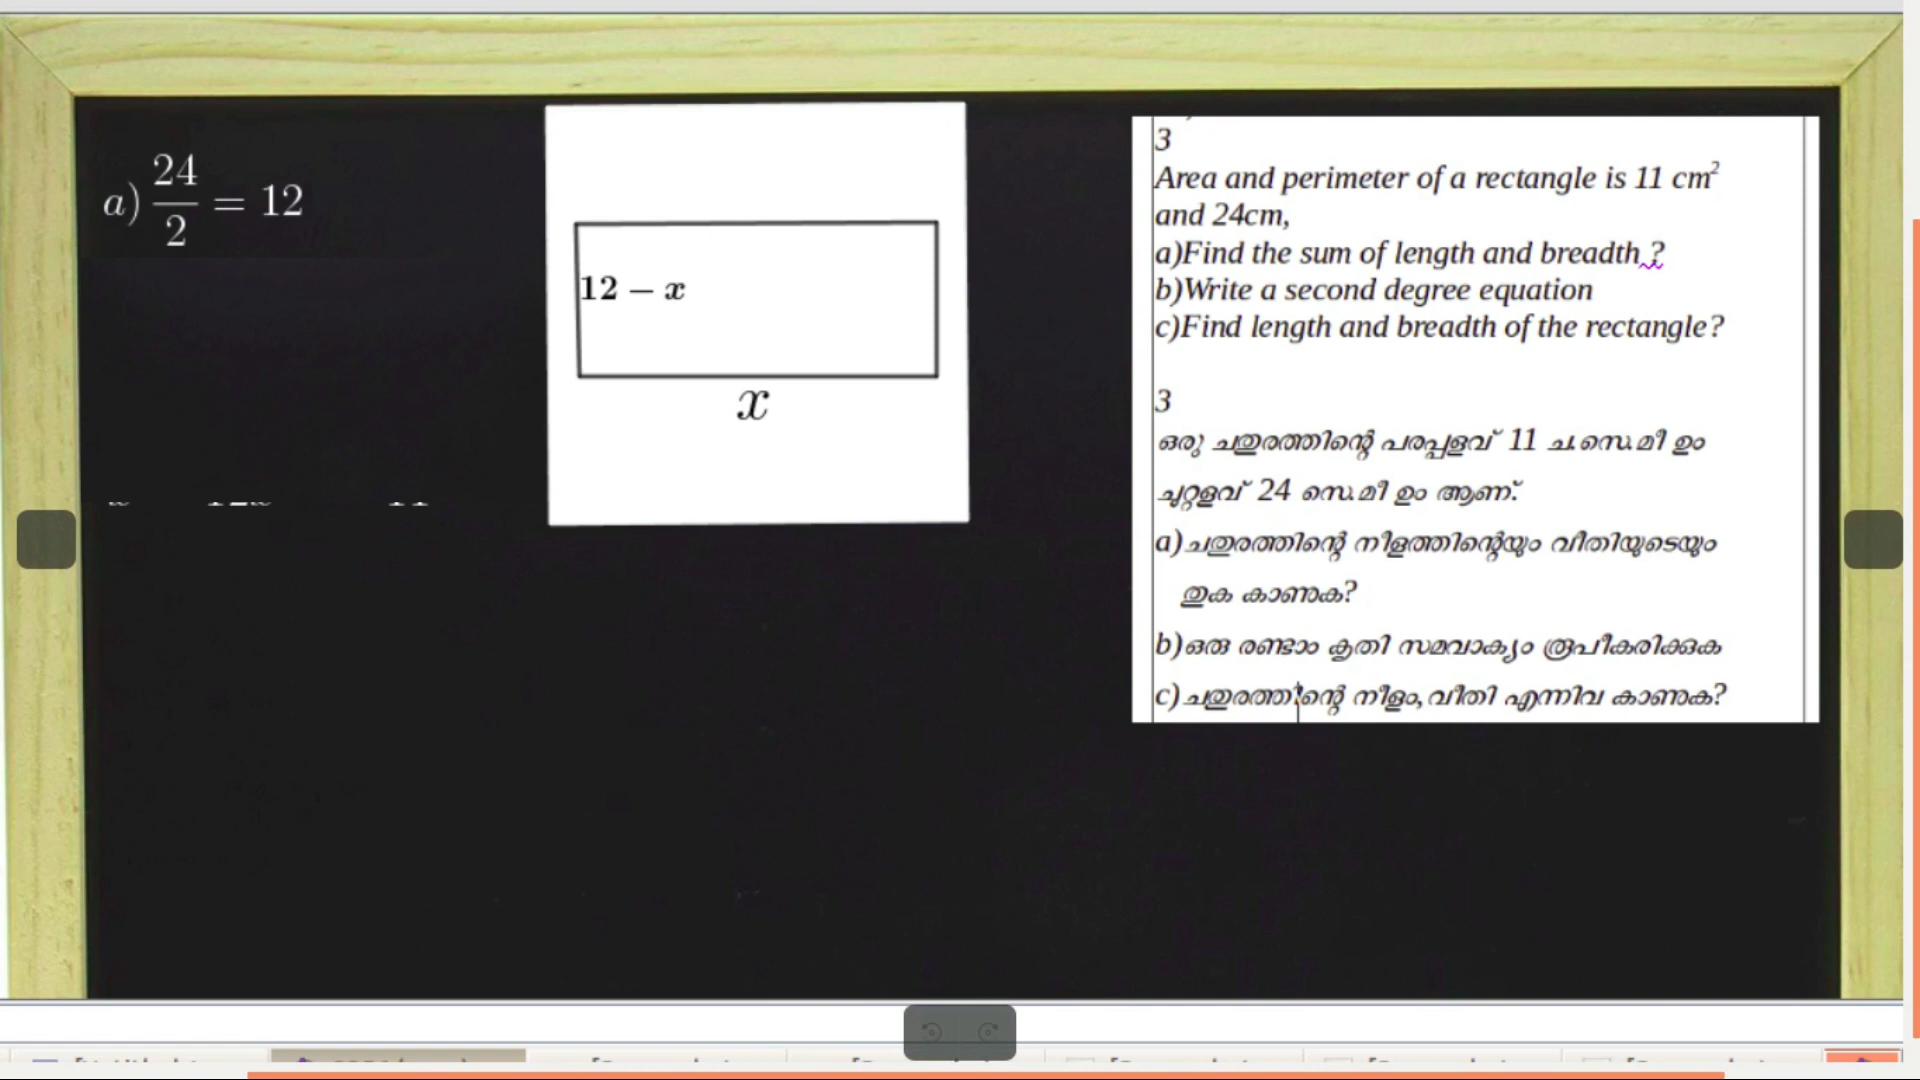 a) 24/2 = 12
12 − x
x
3
Area and perimeter of a rectangle is 11 cm²
and 24cm,
a)Find the sum of length and breadth ?
b)Write a second degree equation
c)Find length and breadth of the rectangle?
3
ഒരു ചതുരത്തിന്റെ പരപ്പളവ് 11 ച.സെ.മീ ഉം
ചുറ്റളവ് 24 സെ.മീ ഉം ആണ്.
a)ചതുരത്തിന്റെ നീളത്തിന്റെയും വീതിയുടെയും
തുക കാണുക?
b)ഒരു രണ്ടാം കൃതി സമവാക്യം രൂപീകരിക്കുക
c)ചതുരത്തിന്റെ നീളം,വീതി എന്നിവ കാണുക?